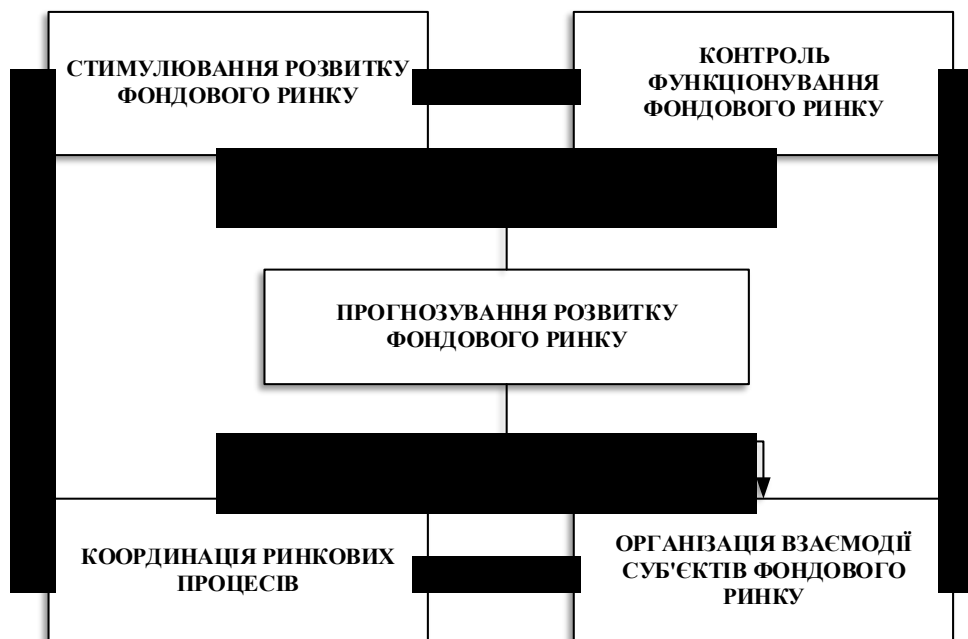 СТИМУЛЮВАННЯ РОЗВИТКУ
ФОНДОВОГО РИНКУ
КОНТРОЛЬ
ФУНКЦІОНУВАННЯ
ФОНДОВОГО РИНКУ
ПРОГНОЗУВАННЯ РОЗВИТКУ
ФОНДОВОГО РИНКУ
КООРДИНАЦІЯ РИНКОВИХ
ПРОЦЕСІВ
ОРГАНІЗАЦІЯ ВЗАЄМОДІЇ
СУБ'ЄКТІВ ФОНДОВОГО
РИНКУ